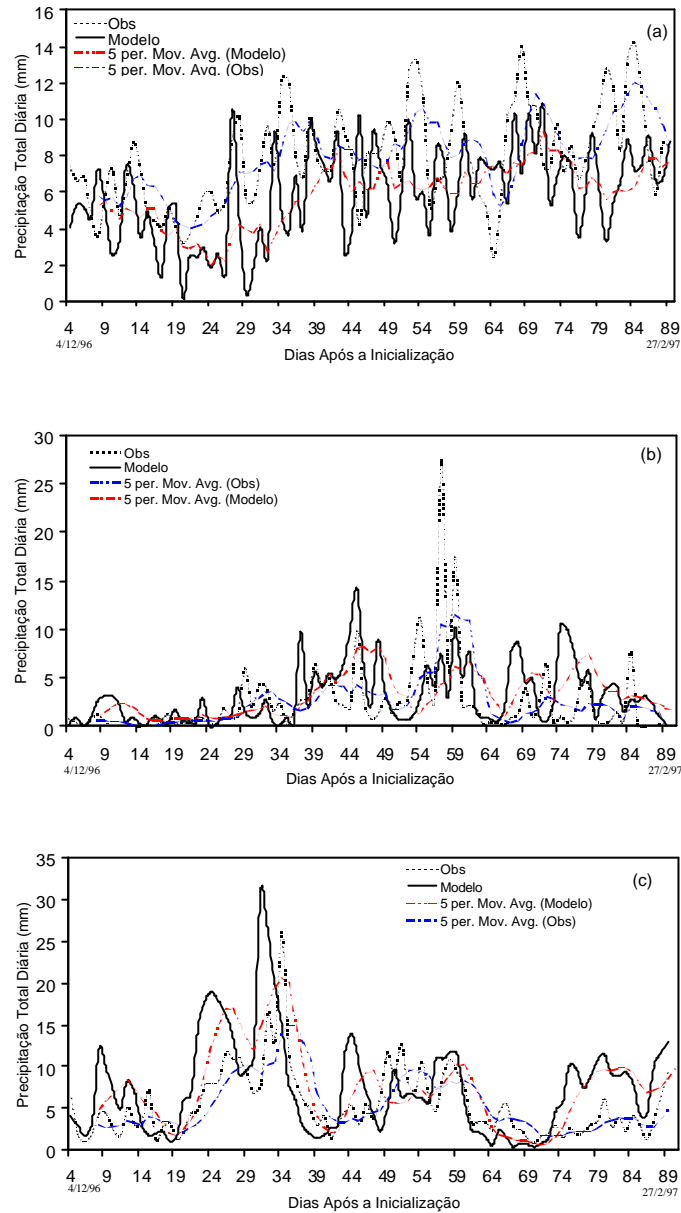 (a)
Obs
Modelo
5 per. Mov. Avg. (Modelo)
5 per. Mov. Avg. (Obs)
Precipitação Total Diária (mm)
16
14
12
10
8
6
4
2
0
4 9 14 19 24 29 34 39 44 49 54 59 64 69 74 79 84 89
4/12/96 27/2/97
Dias Após a Inicialização
(b)
Obs
Modelo
5 per. Mov. Avg. (Obs)
5 per. Mov. Avg. (Modelo)
Precipitação Total Diária (mm)
30
25
20
15
10
5
0
4 9 14 19 24 29 34 39 44 49 54 59 64 69 74 79 84 89
4/12/96 27/2/97
Dias Após a Inicialização
(c)
Obs
Modelo
5 per. Mov. Avg. (Modelo)
5 per. Mov. Avg. (Obs)
Precipitação Total Diária (mm)
35
30
25
20
15
10
5
0
4 9 14 19 24 29 34 39 44 49 54 59 64 69 74 79 84 89
4/12/96 27/2/97
Dias Após a Inicialização